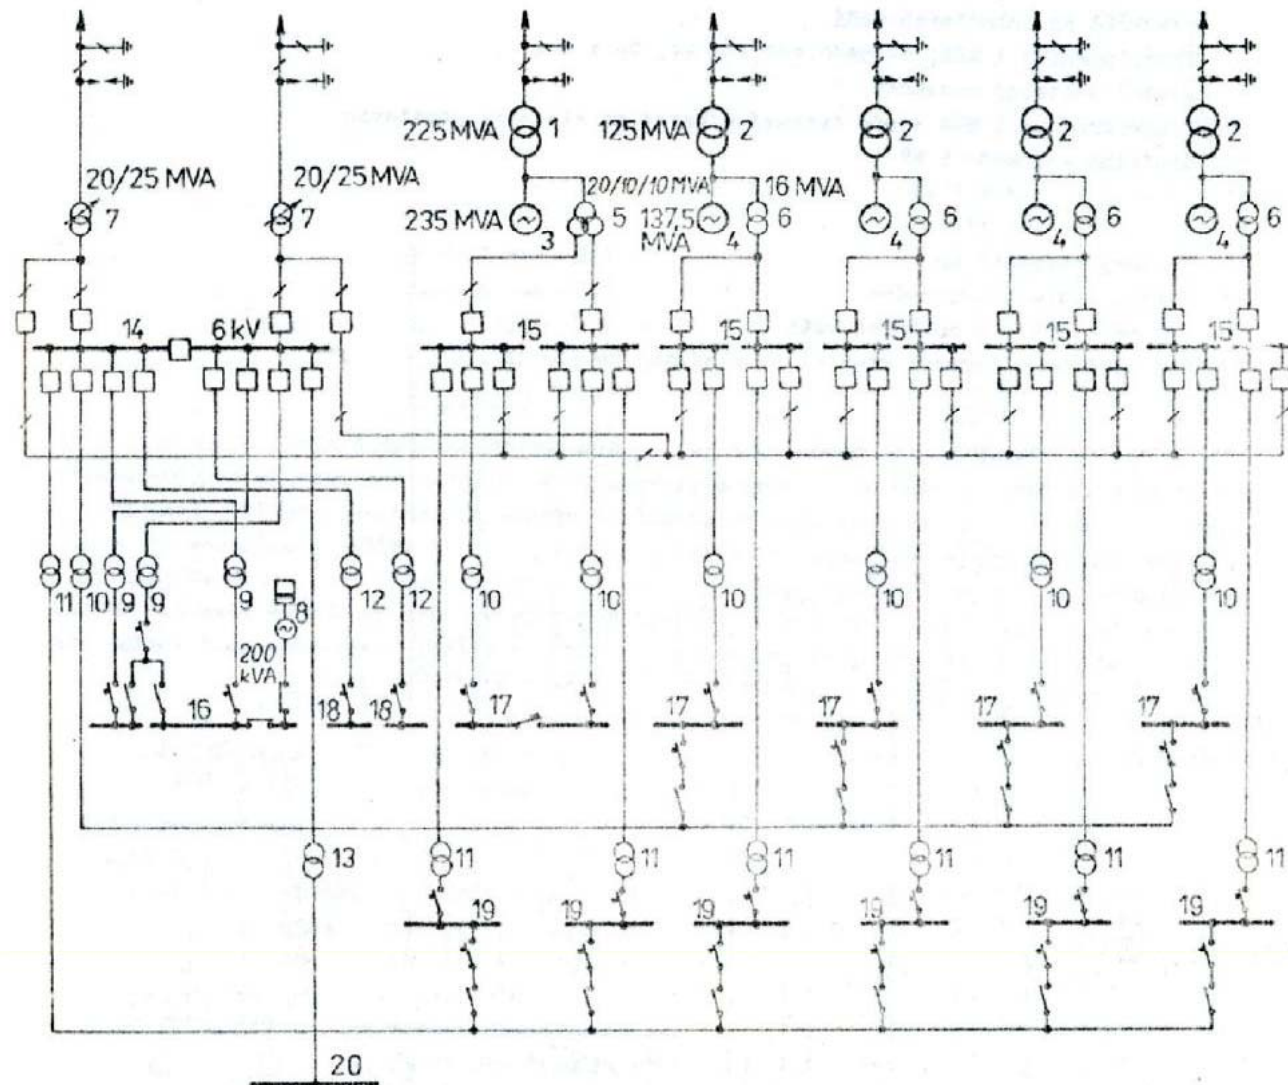 225 MVA 1 125 MVA 2 2 2 2
20/25 MVA 20/25 MVA 20/10/10 MVA 16 MVA
7 7 235 MVA 5 137,5 6 6 6 6
3 MVA 4 4 4 4
14 6 kV 15 15 15 15 15
11 10 9 9 9 8 12 12 10 10 10 10 10 10
200
kVA
16 18 18 17 17 17 17 17
13 11 11 11 11 11 11
19 19 19 19 19 19
20